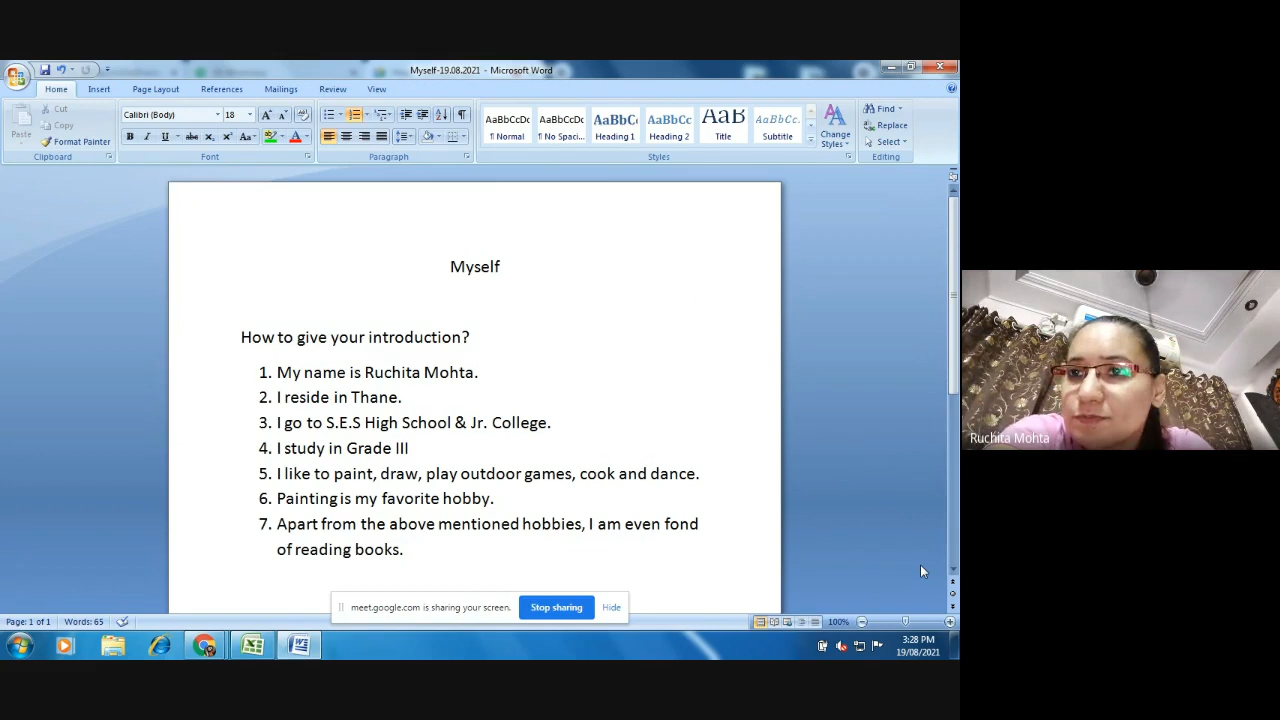 Myself-19.08.2021 - Microsoft Word
Home Insert Page Layout References Mailings Review View
Cut
Copy
Paste
Format Painter
Clipboard
Calibri (Body) 18
Font
Paragraph
AaBbCcDc AaBbCcDc AaBbC AaBbCc AaB AaBbCc.
¶ Normal ¶ No Spaci... Heading 1 Heading 2 Title Subtitle
Change Styles
Styles
Find
Replace
Select
Editing
Myself
How to give your introduction?
1. My name is Ruchita Mohta.
2. I reside in Thane.
3. I go to S.E.S High School & Jr. College.
4. I study in Grade III
5. I like to paint, draw, play outdoor games, cook and dance.
6. Painting is my favorite hobby.
7. Apart from the above mentioned hobbies, I am even fond
of reading books.
meet.google.com is sharing your screen. Stop sharing Hide
Page: 1 of 1 Words: 65 100%
3:28 PM
19/08/2021
Ruchita Mohta